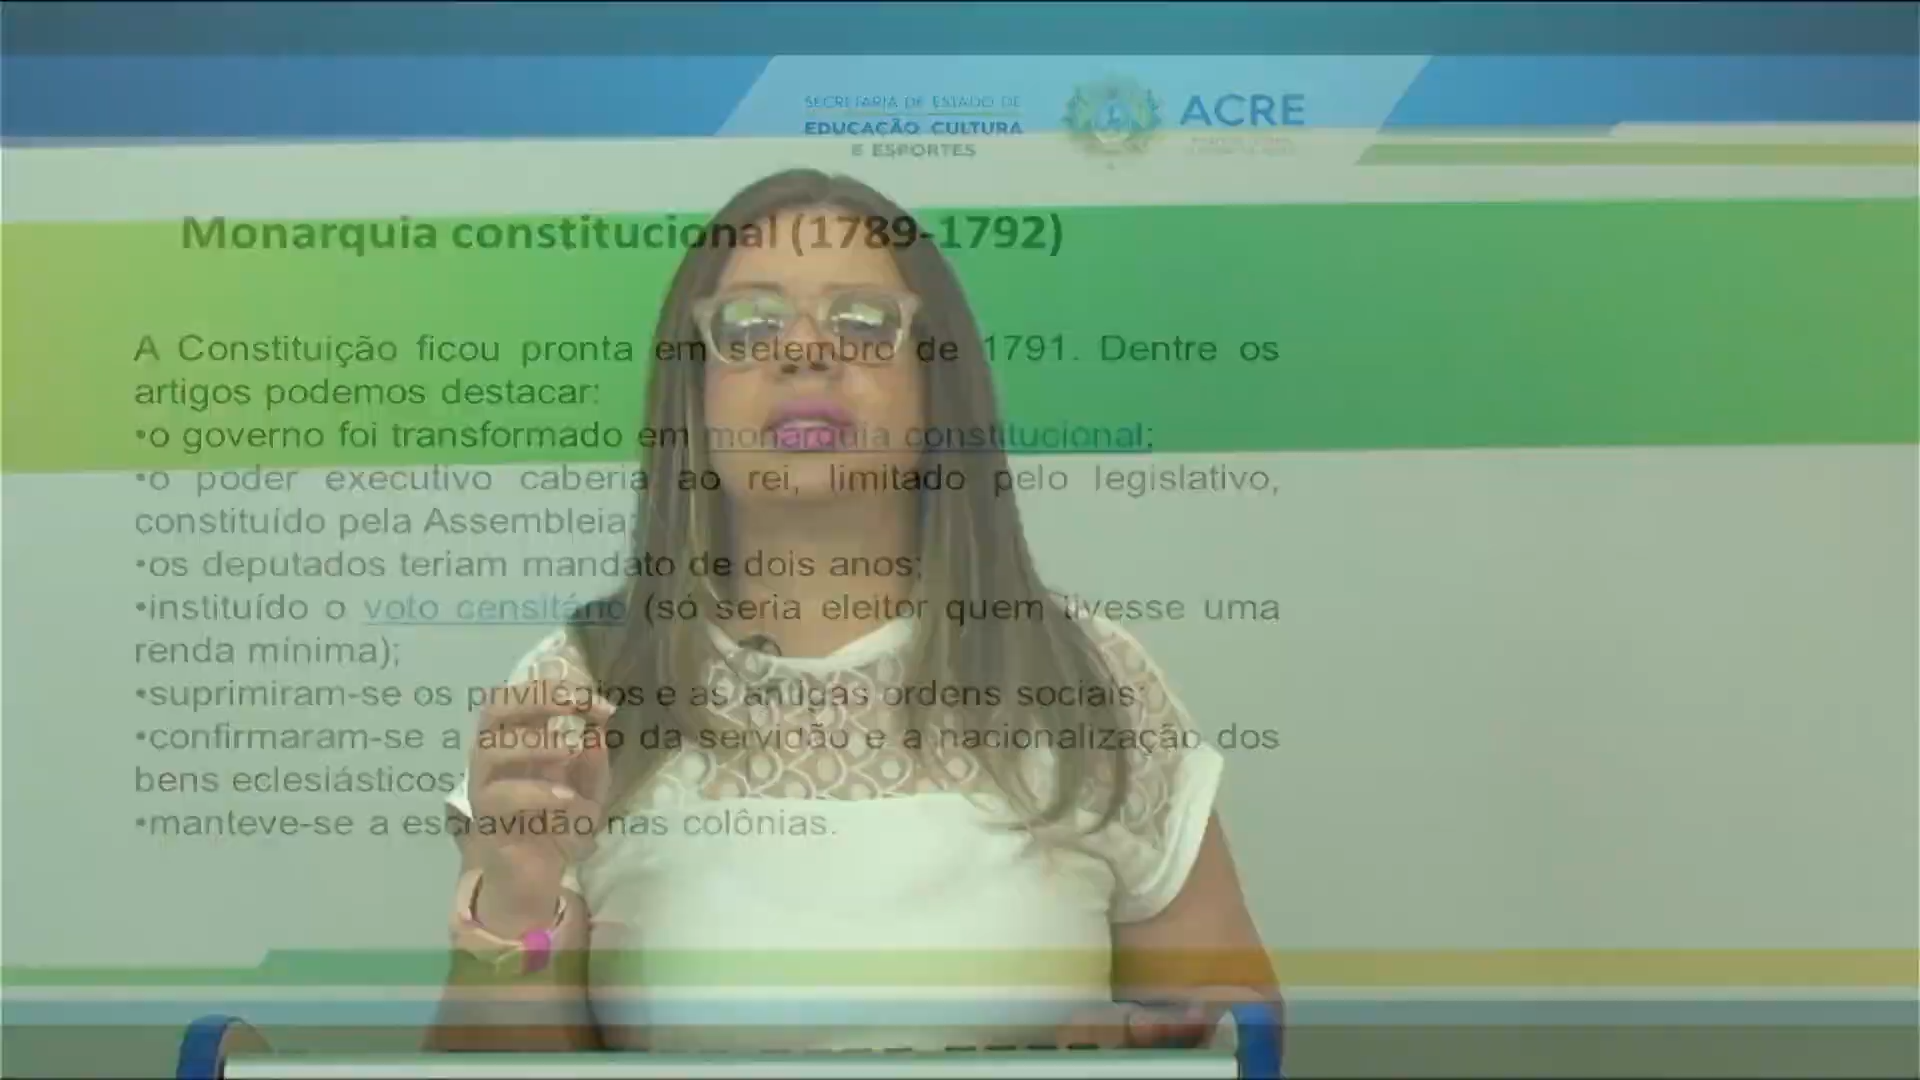 SECRETARIA DE ESTADO DE
EDUCAÇÃO, CULTURA
E ESPORTES
ACRE
Monarquia constitucional (1789-1792)
A Constituição ficou pronta em setembro de 1791. Dentre os
artigos podemos destacar:
•o governo foi transformado em monarquia constitucional;
•o poder executivo caberia ao rei, limitado pelo legislativo,
constituído pela Assembleia;
•os deputados teriam mandato de dois anos;
•instituído o voto censitário (só seria eleitor quem tivesse uma
renda mínima);
•suprimiram-se os privilégios e as antigas ordens sociais;
•confirmaram-se a abolição da servidão e a nacionalização dos
bens eclesiásticos;
•manteve-se a escravidão nas colônias.